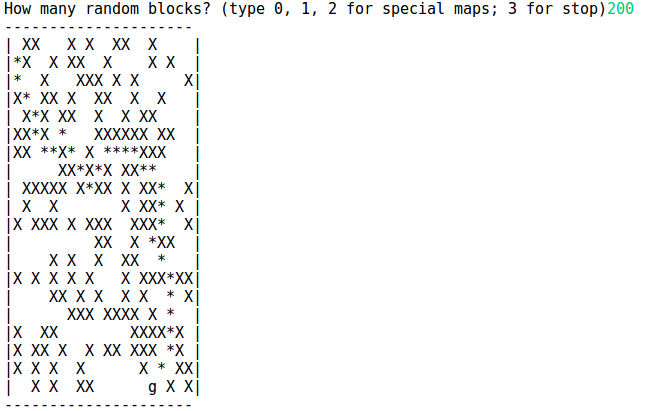 How many random blocks? (type 0, 1, 2 for special maps; 3 for stop)200
---------------------
| XX   X X  XX  X    |
|*X  X XX  X    X X  |
|*  X   XXX X X     X|
|X* XX X  XX  X  X   |
| X*X XX  X  X XX    |
|XX*X *   XXXXXX XX  |
|XX **X* X ****XXX   |
|     XX*X*X XX**    |
| XXXXX X*XX X XX*  X|
| X  X       X XX* X |
|X XXX X XXX  XXX*  X|
|         XX  X *XX  |
|    X X  X  XX  *   |
|X X X X X   X XXX*XX|
|    XX X X  X X  * X|
|      XXX XXXX X *  |
|X  XX        XXXX*X |
|X XX X  X XX XXX *X |
|X X X  X      X * XX|
|  X X  XX      g X X|
---------------------